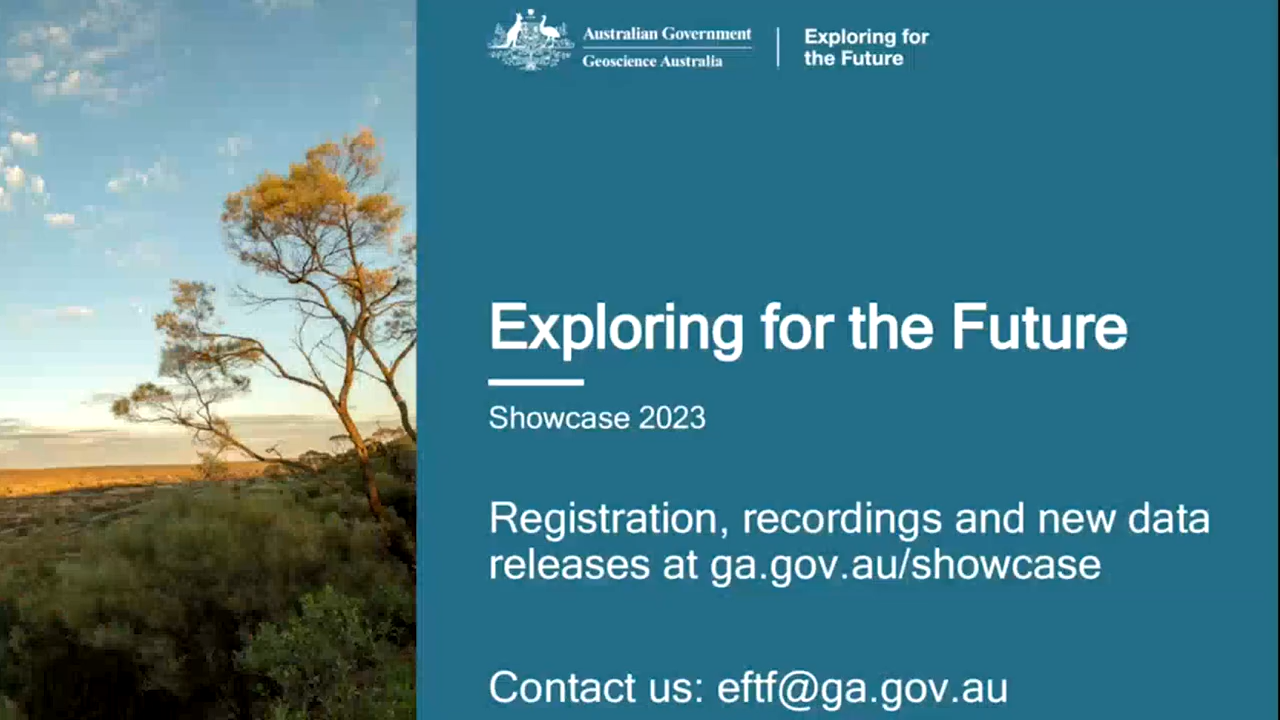 Australian Government
Geoscience Australia
Exploring for
the Future
Exploring for the Future
Showcase 2023
Registration, recordings and new data
releases at ga.gov.au/showcase
Contact us: eftf@ga.gov.au